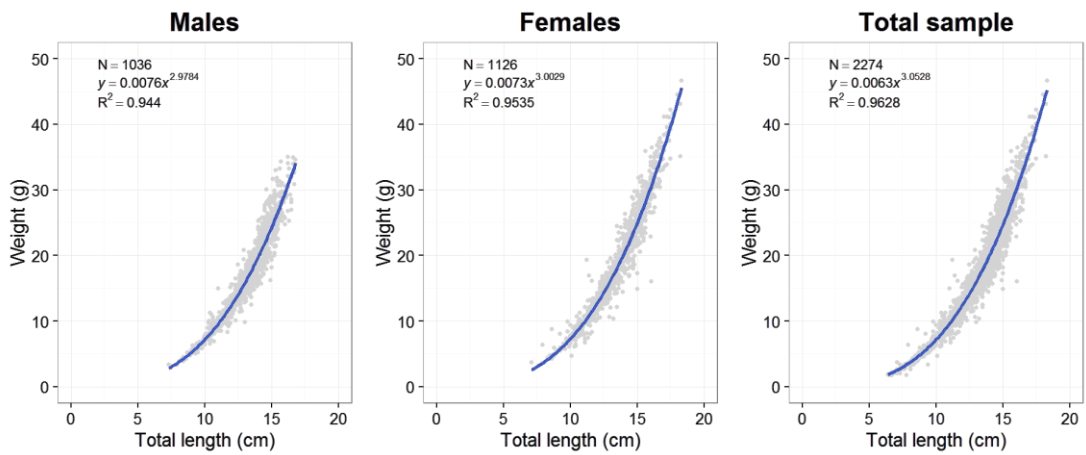 Males
N = 1036
y = 0.0076x^2.9784
R² = 0.944
50
40
30
20
10
0
Weight (g)
0 5 10 15 20
Total length (cm)
Females
N = 1126
y = 0.0073x^3.0029
R² = 0.9535
50
40
30
20
10
0
Weight (g)
0 5 10 15 20
Total length (cm)
Total sample
N = 2274
y = 0.0063x^3.0528
R² = 0.9628
50
40
30
20
10
0
Weight (g)
0 5 10 15 20
Total length (cm)